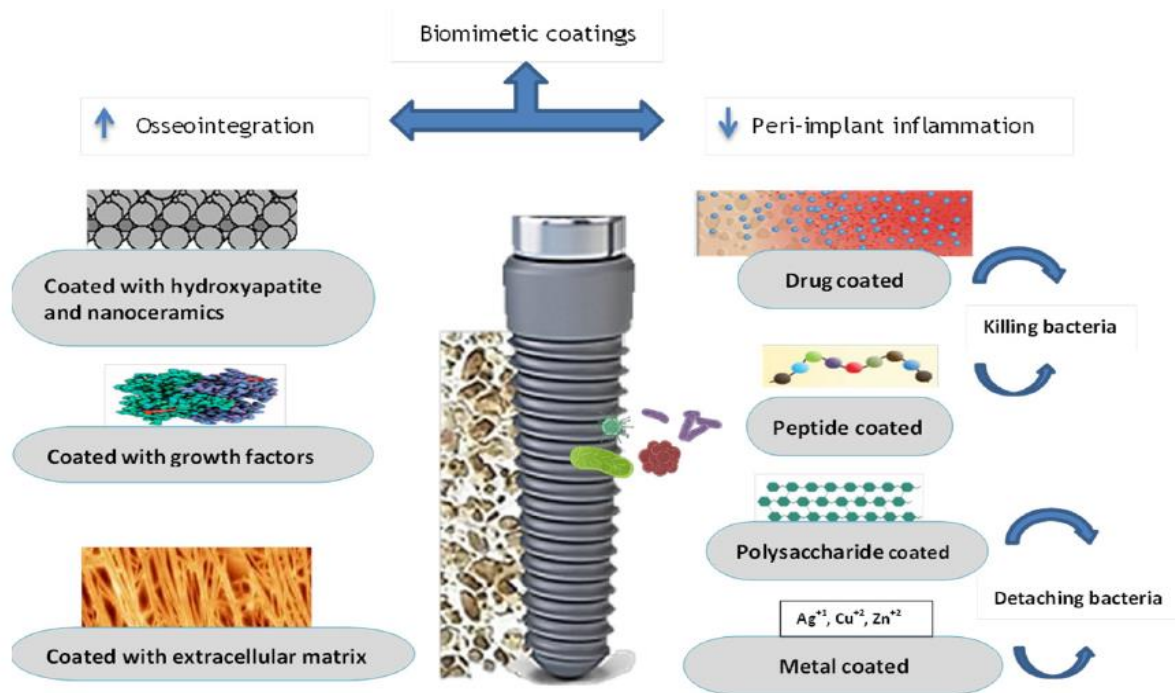 Biomimetic coatings
Osseointegration
Peri-implant inflammation
Coated with hydroxyapatite
and nanoceramics
Drug coated
Killing bacteria
Coated with growth factors
Peptide coated
Polysaccharide coated
Detaching bacteria
Ag⁺¹, Cu⁺², Zn⁺²
Coated with extracellular matrix
Metal coated